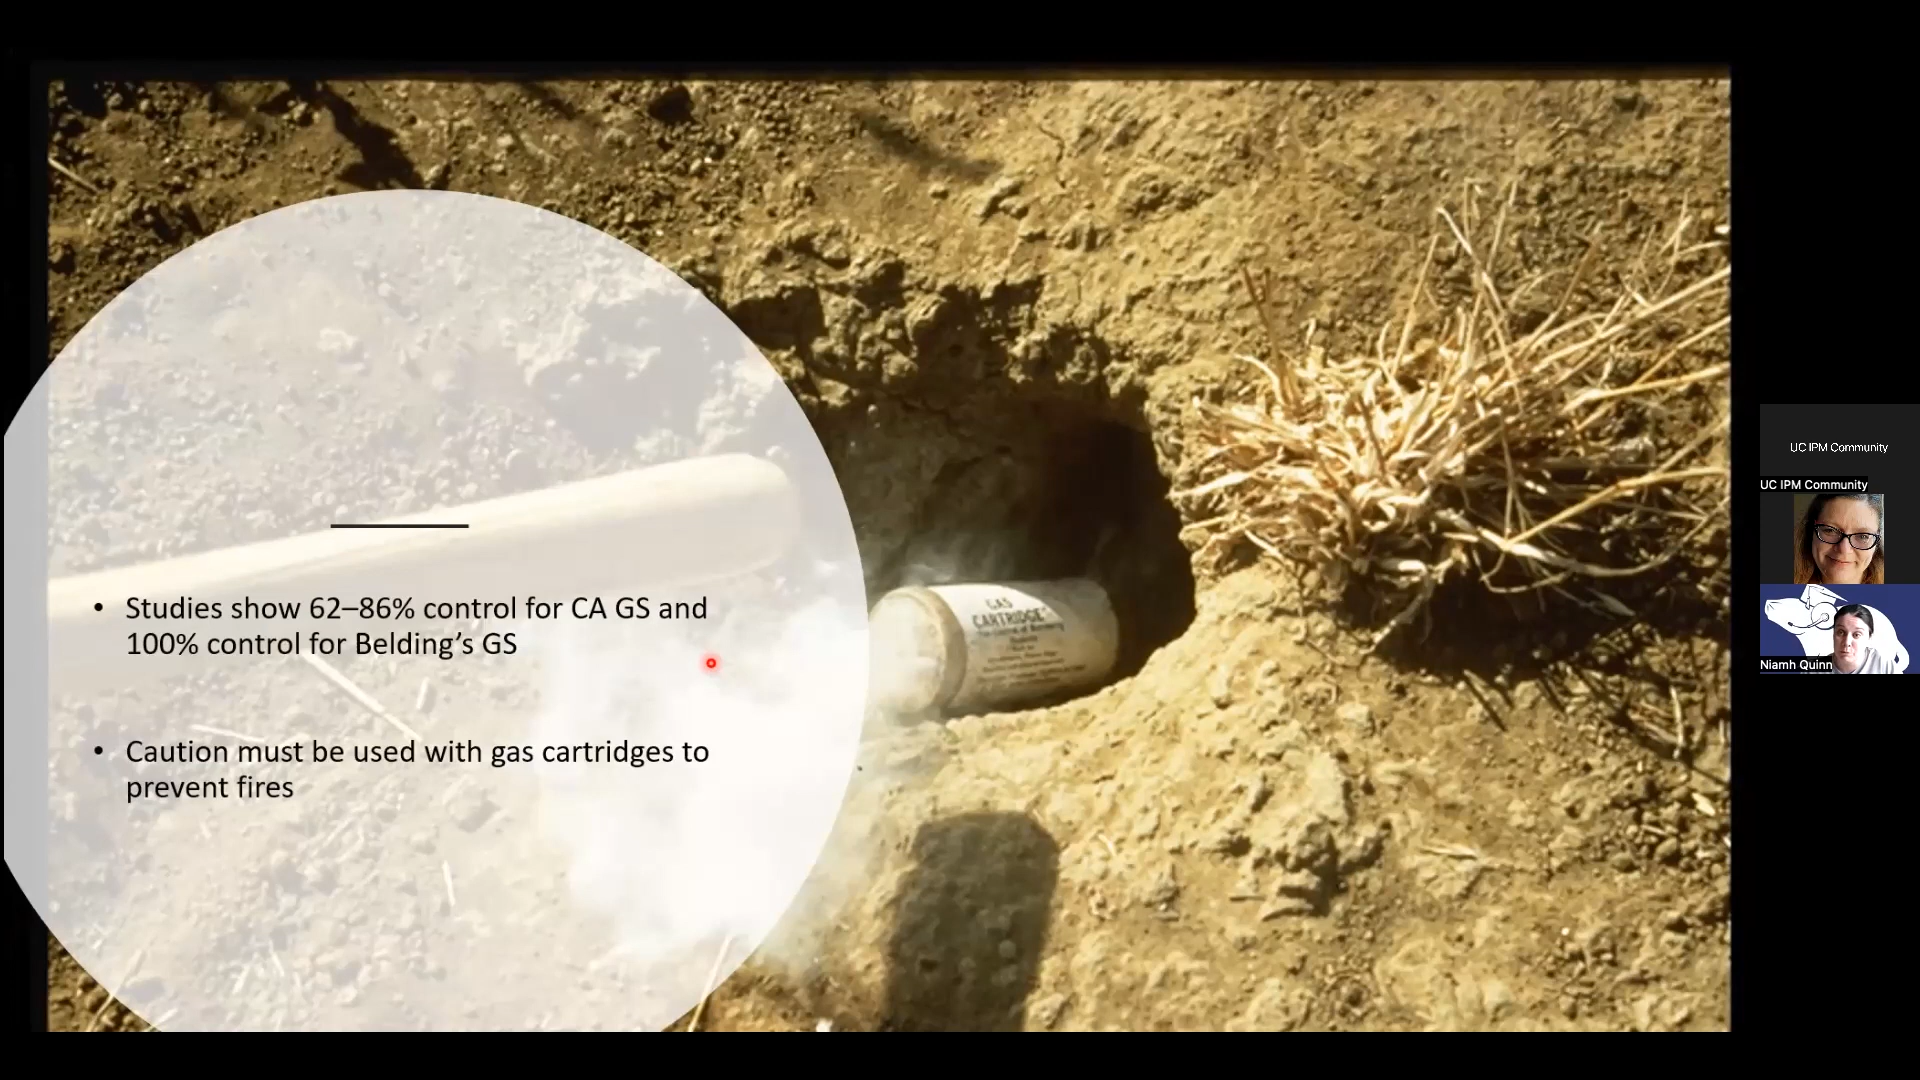 • Studies show 62–86% control for CA GS and
100% control for Belding's GS
• Caution must be used with gas cartridges to
prevent fires
GAS
CARTRIDGE
UC IPM Community
UC IPM Community
Niamh Quinn